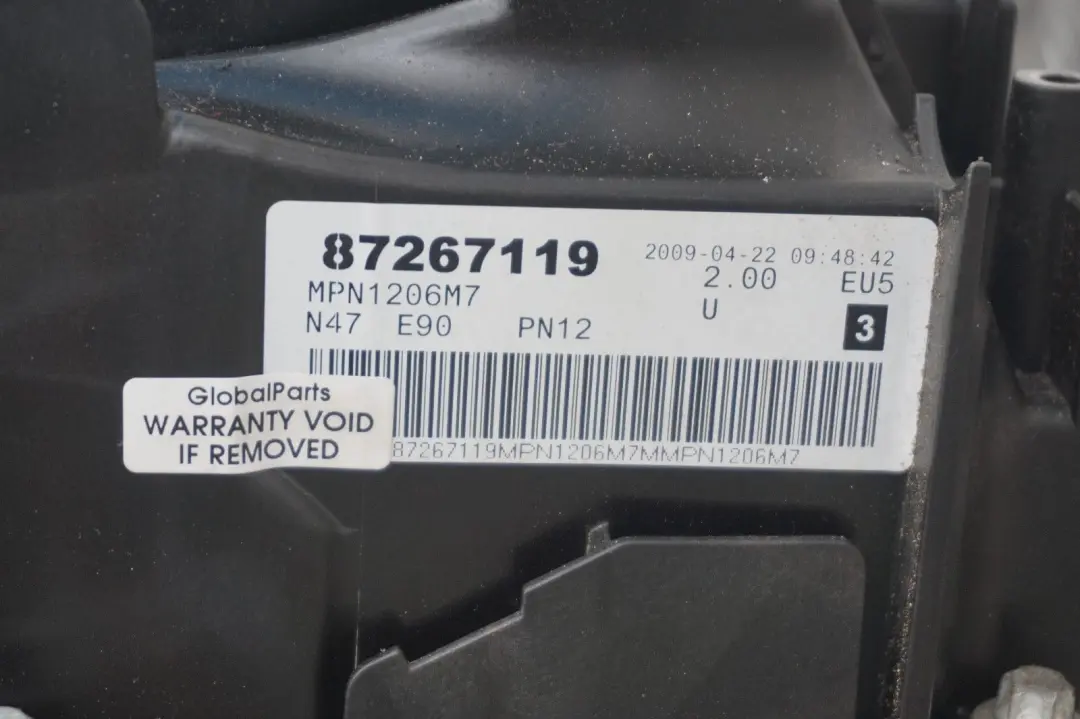 87267119
2009-04-22 09:48:42
MPN1206M7
2.00 EU5
N47 E90 PN12
U
3
GlobalParts
WARRANTY VOID
IF REMOVED
87267119MPN1206M7MMPN1206M7